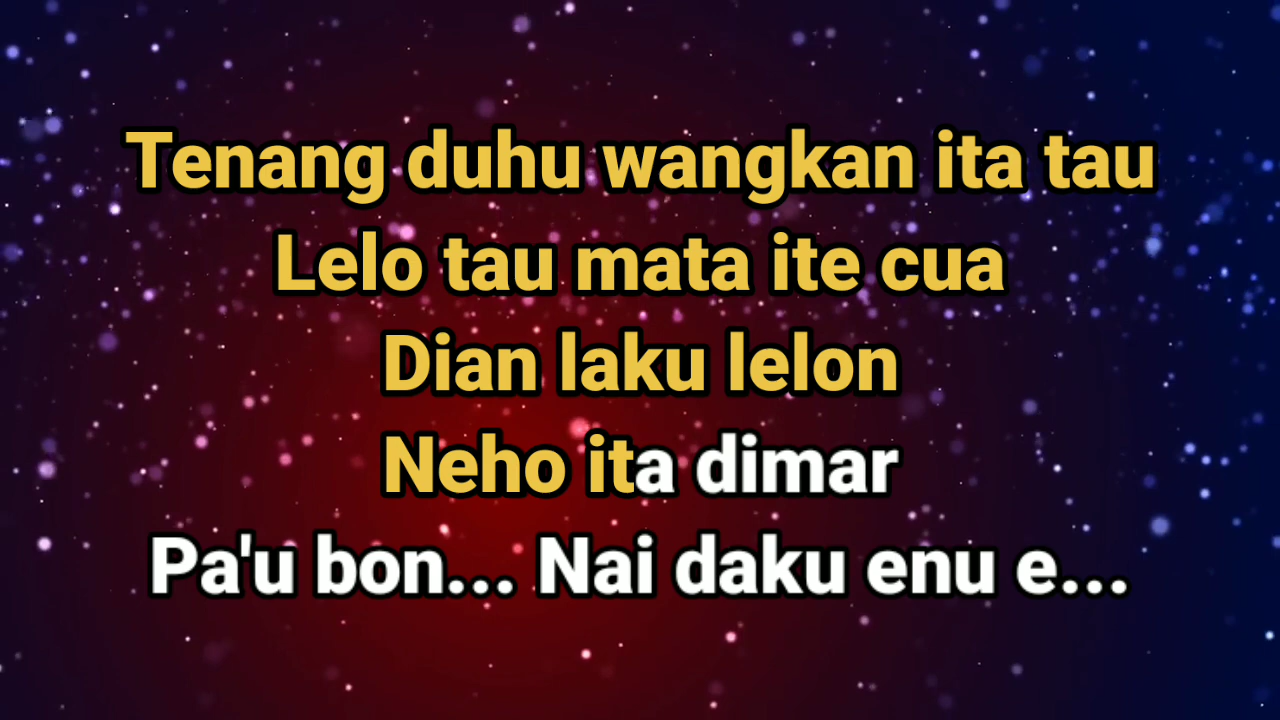 Tenang duhu wangkan ita tau
Lelo tau mata ite cua
Dian laku lelon
Neho ita dimar
Pa'u bon... Nai daku enu e...